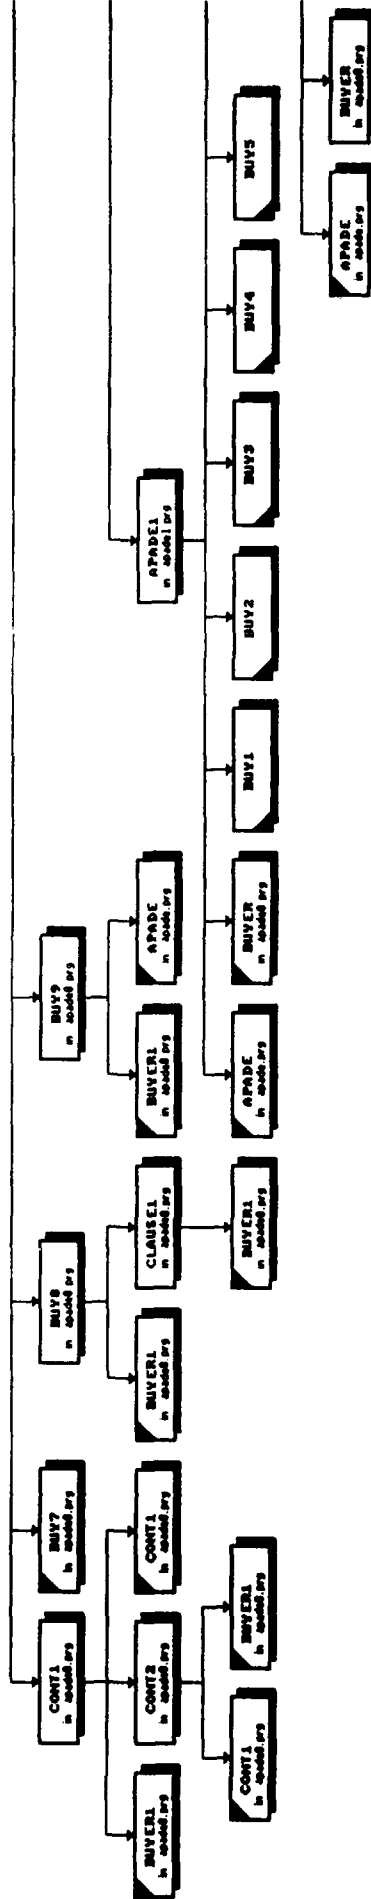 CONT1
in apade0.prg
BUY7
in apade0.prg
BUY8
in apade0.prg
BUY9
in apade0.prg
BUYER1
in apade0.prg
CONT2
in apade0.prg
CONT1
in apade0.prg
BUYER1
in apade0.prg
CLAUSE1
in apade0.prg
BUYER1
in apade0.prg
APADE
in apade.prg
APADE1
in apade1.prg
CONT1
in apade0.prg
BUYER1
in apade0.prg
BUYER1
in apade0.prg
APADE
in apade.prg
BUYER
in apade0.prg
BUY1
BUY2
BUY3
BUY4
BUY5
APADE
in apade.prg
BUYER
in apade0.prg